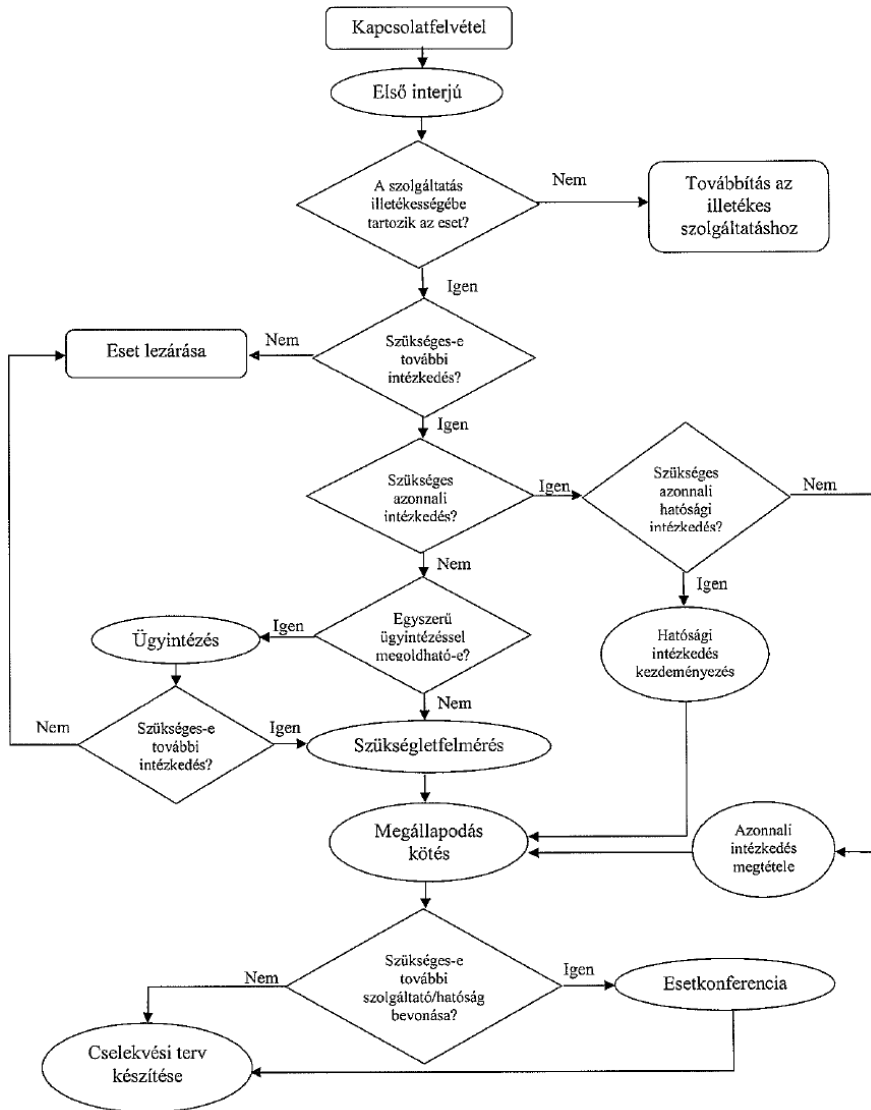 Kapcsolatfelvétel
Első interjú
A szolgáltatás
illetékességébe
tartozik az eset?
Nem
Továbbítás az
illetékes
szolgáltatáshoz
Igen
Szükséges-e
további
intézkedés?
Nem
Eset lezárása
Igen
Szükséges
azonnali
intézkedés?
Igen
Szükséges
azonnali
hatósági
intézkedés?
Nem
Nem
Igen
Egyszerű
ügyintézéssel
megoldható-e?
Igen
Ügyintézés
Hatósági
intézkedés
kezdeményezés
Nem
Szükséges-e
további
intézkedés?
Nem
Igen
Szükségletfelmérés
Megállapodás
kötés
Azonnali
intézkedés
megtétele
Szükséges-e
további
szolgáltató/hatóság
bevonása?
Nem
Igen
Esetkonferencia
Cselekvési terv
készítése